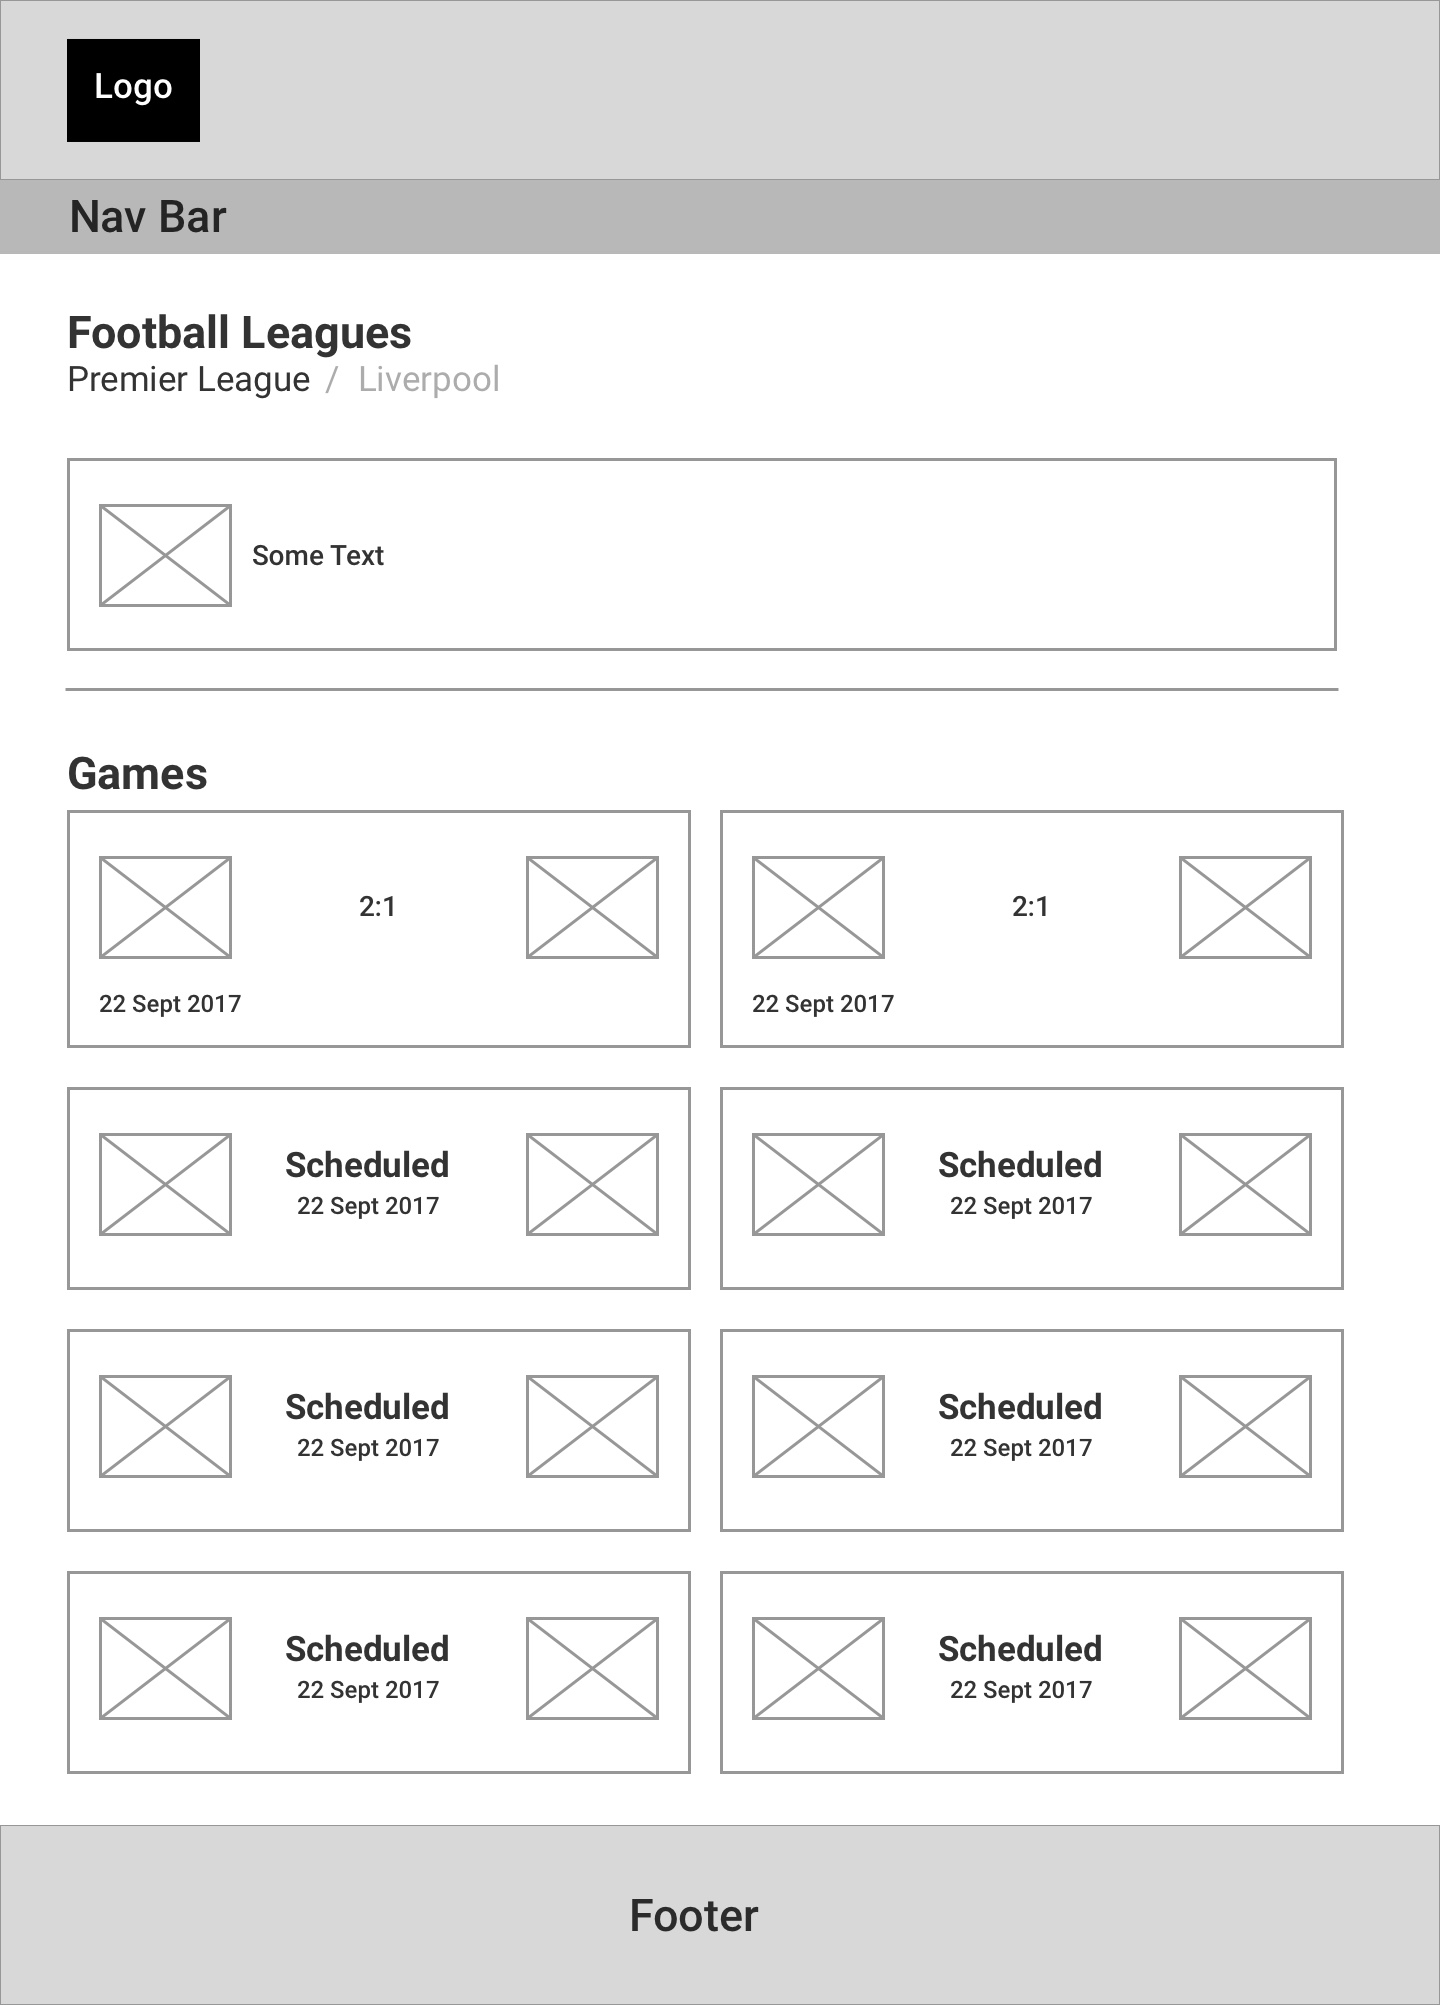 Logo
Nav Bar
Football Leagues
Premier League / Liverpool
Some Text
Games
2:1
22 Sept 2017
2:1
22 Sept 2017
Scheduled
22 Sept 2017
Scheduled
22 Sept 2017
Scheduled
22 Sept 2017
Scheduled
22 Sept 2017
Scheduled
22 Sept 2017
Scheduled
22 Sept 2017
Footer